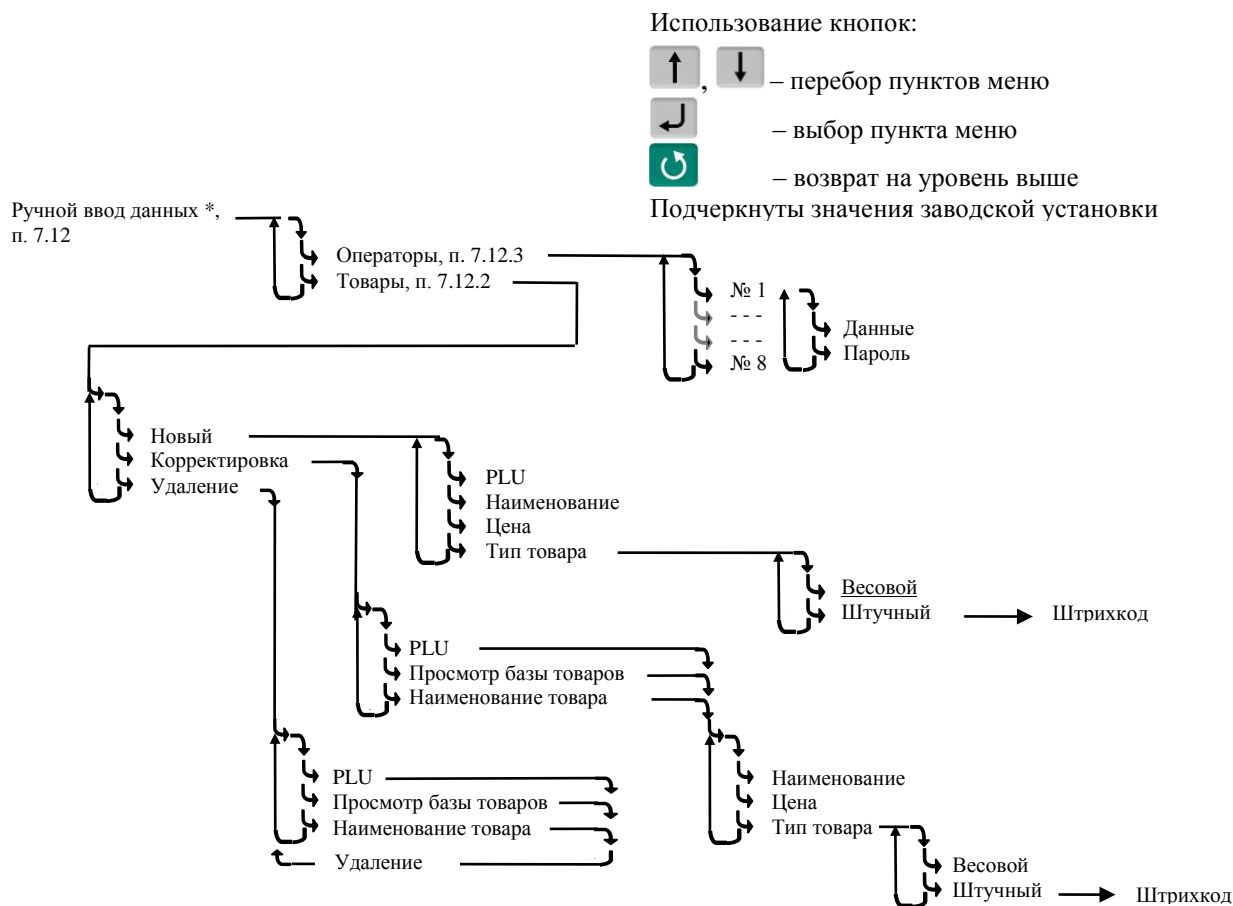 Использование кнопок:
, – перебор пунктов меню
– выбор пункта меню
– возврат на уровень выше
Подчеркнуты значения заводской установки
Ручной ввод данных *,
п. 7.12
Операторы, п. 7.12.3
Товары, п. 7.12.2
№ 1
- - -
- - -
№ 8
Данные
Пароль
Новый
Корректировка
Удаление
PLU
Наименование
Цена
Тип товара
Весовой
Штучный
Штрихкод
PLU
Просмотр базы товаров
Наименование товара
PLU
Просмотр базы товаров
Наименование товара
Удаление
Наименование
Цена
Тип товара
Весовой
Штучный
Штрихкод